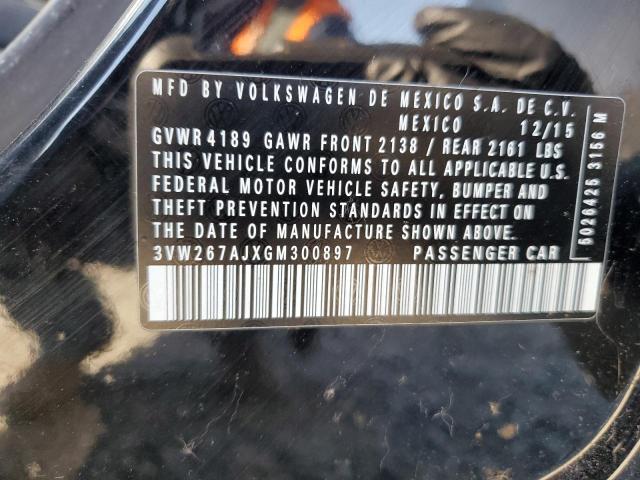 MFD BY VOLKSWAGEN DE MEXICO S.A. DE C.V.
MEXICO 12/15
GVWR 4189 GAWR FRONT 2138 / REAR 2161 LBS
THIS VEHICLE CONFORMS TO ALL APPLICABLE U.S.
FEDERAL MOTOR VEHICLE SAFETY, BUMPER AND
THEFT PREVENTION STANDARDS IN EFFECT ON
THE DATE OF MANUFACTURE SHOWN ABOVE.
3VW267AJXGM300897 PASSENGER CAR
5026425 3156 M